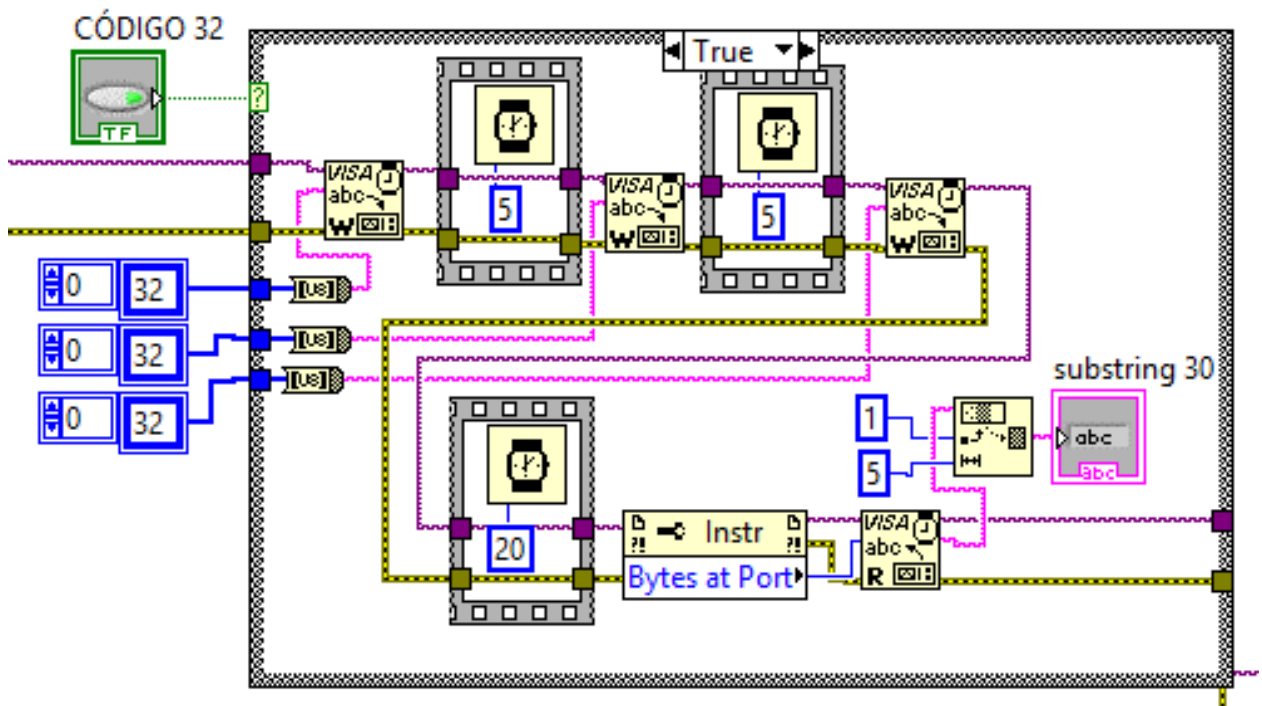 CÓDIGO 32
TF
True
?
5
5
VISA
abc
W
VISA
abc
W
VISA
abc
W
0
32
[U8]
0
32
[U8]
0
32
[U8]
substring 30
1
5
abc
abc
20
?!
Instr
?!
Bytes at Port
VISA
abc
R